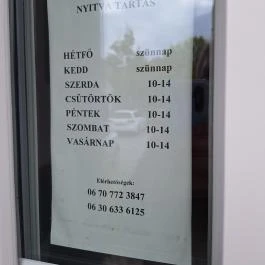 NYITVA TARTÁS
HÉTFŐ szünnap
KEDD szünnap
SZERDA 10-14
CSÜTÖRTÖK 10-14
PÉNTEK 10-14
SZOMBAT 10-14
VASÁRNAP 10-14
Elérhetőségek:
06 70 772 3847
06 30 633 6125